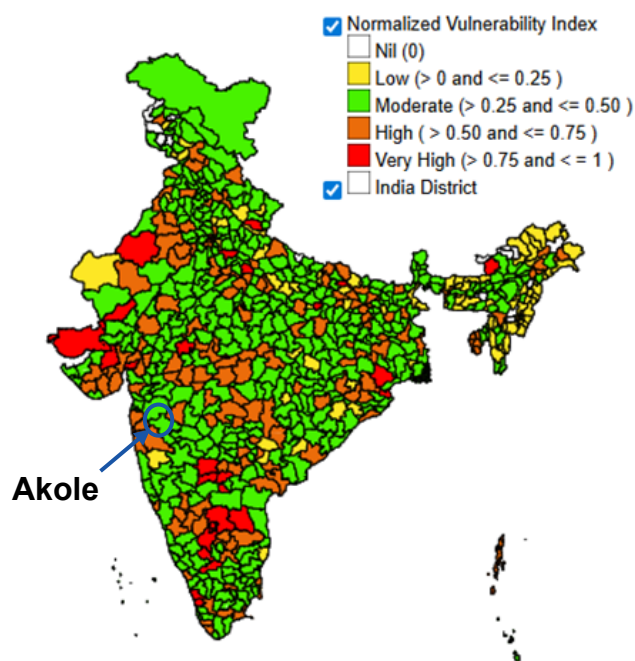 Normalized Vulnerability Index
Nil (0)
Low (> 0 and <= 0.25 )
Moderate (> 0.25 and <= 0.50 )
High ( > 0.50 and <= 0.75 )
Very High (> 0.75 and < = 1 )
India District
Akole